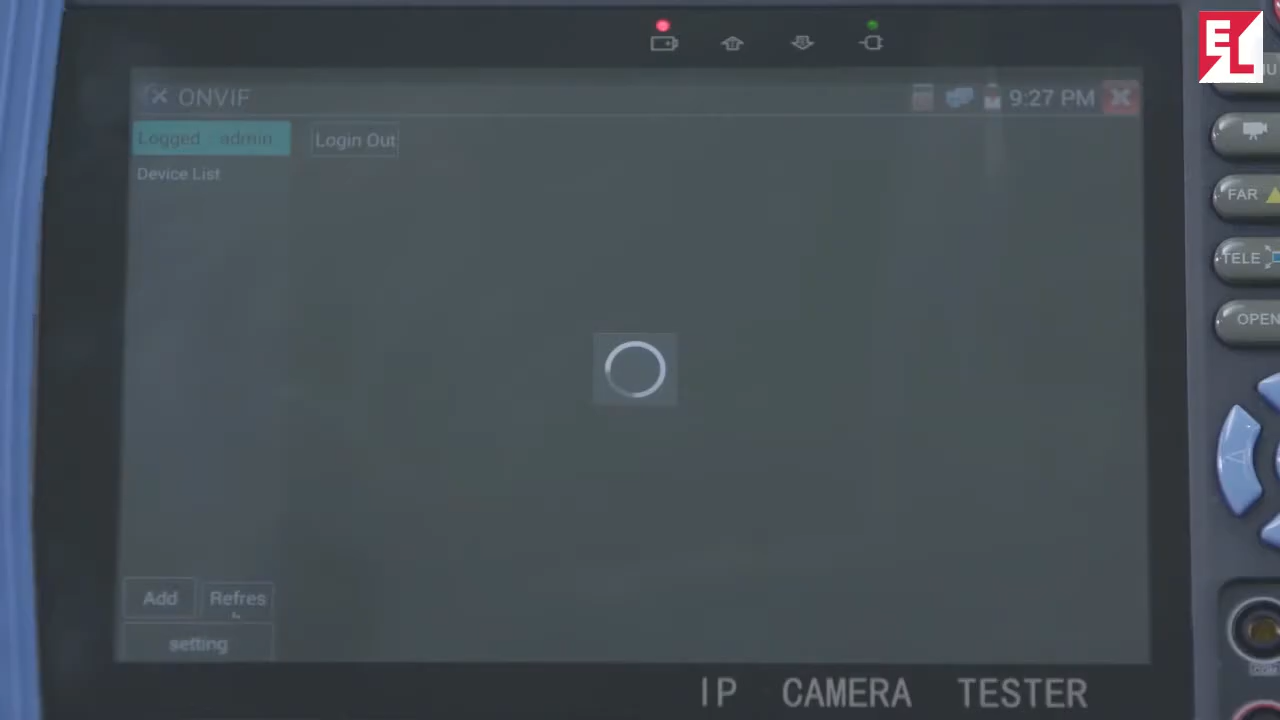 EL
ONVIF
9:27 PM
Logged : admin
Login Out
Device List
FAR
TELE
OPEN
Add
Refres
setting
IP CAMERA TESTER